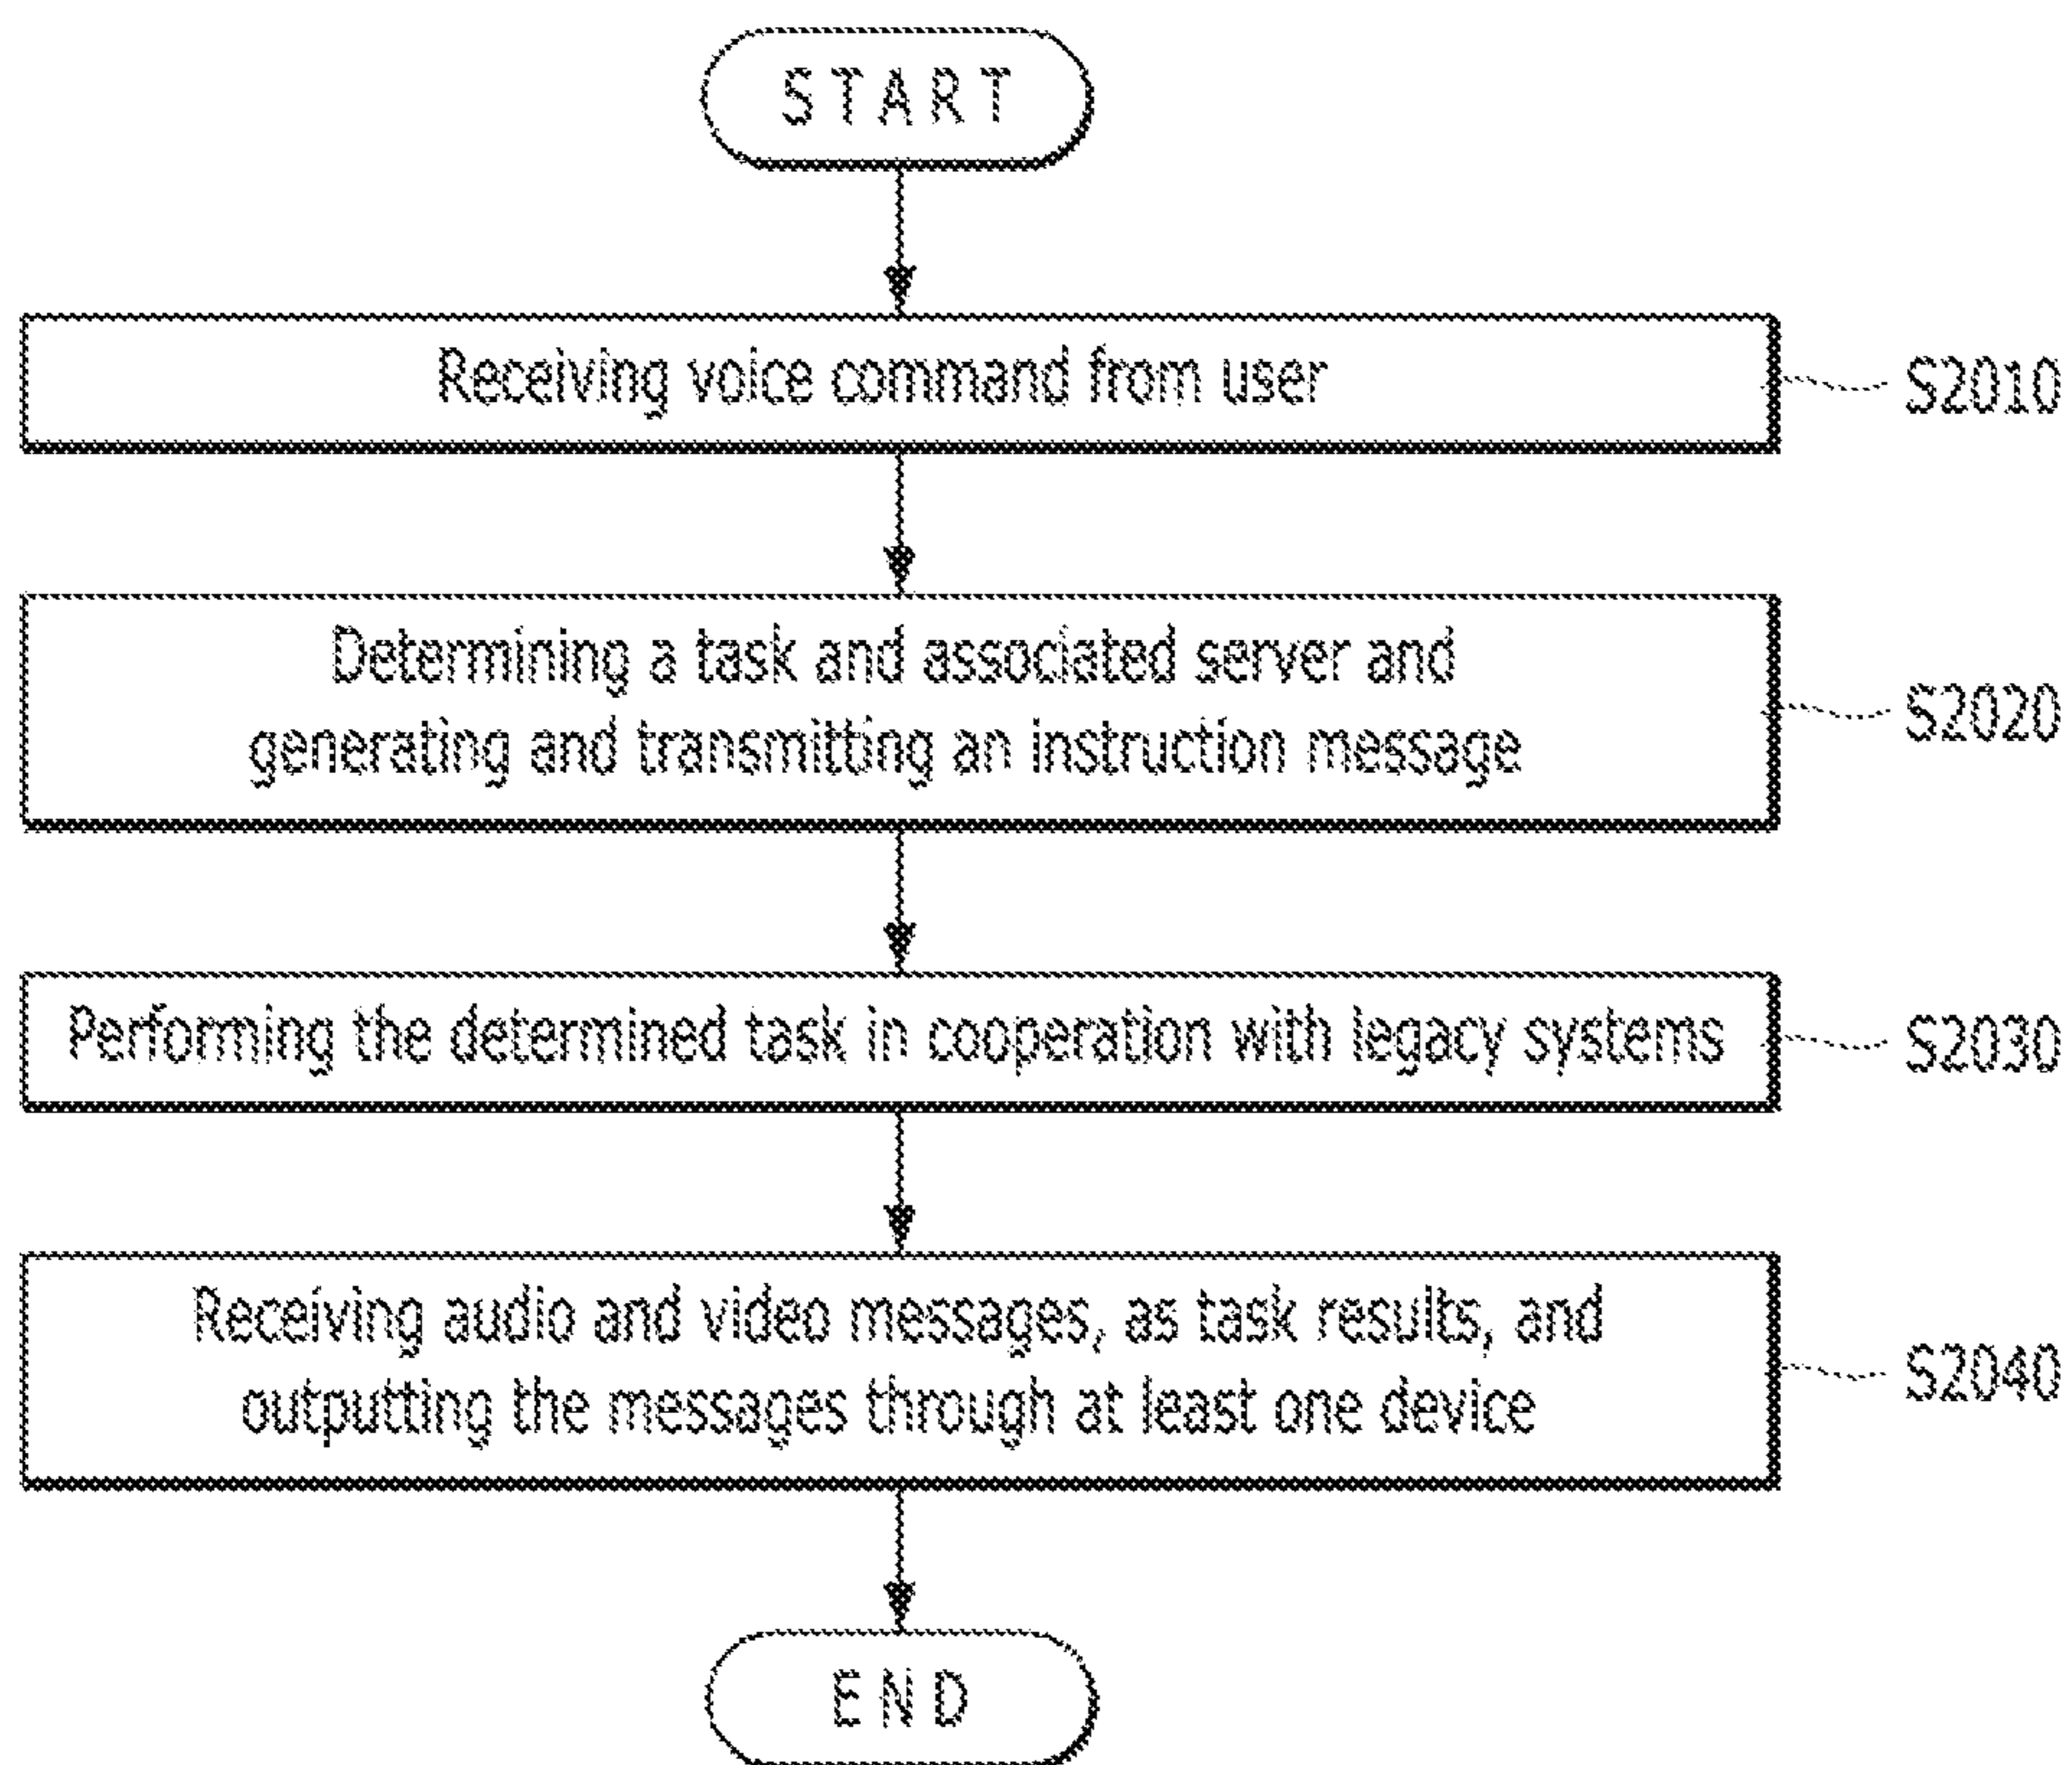 START
Receiving voice command from user
S2010
Determining a task and associated server and
generating and transmitting an instruction message
S2020
Performing the determined task in cooperation with legacy systems
S2030
Receiving audio and video messages, as task results, and
outputting the messages through at least one device
S2040
END